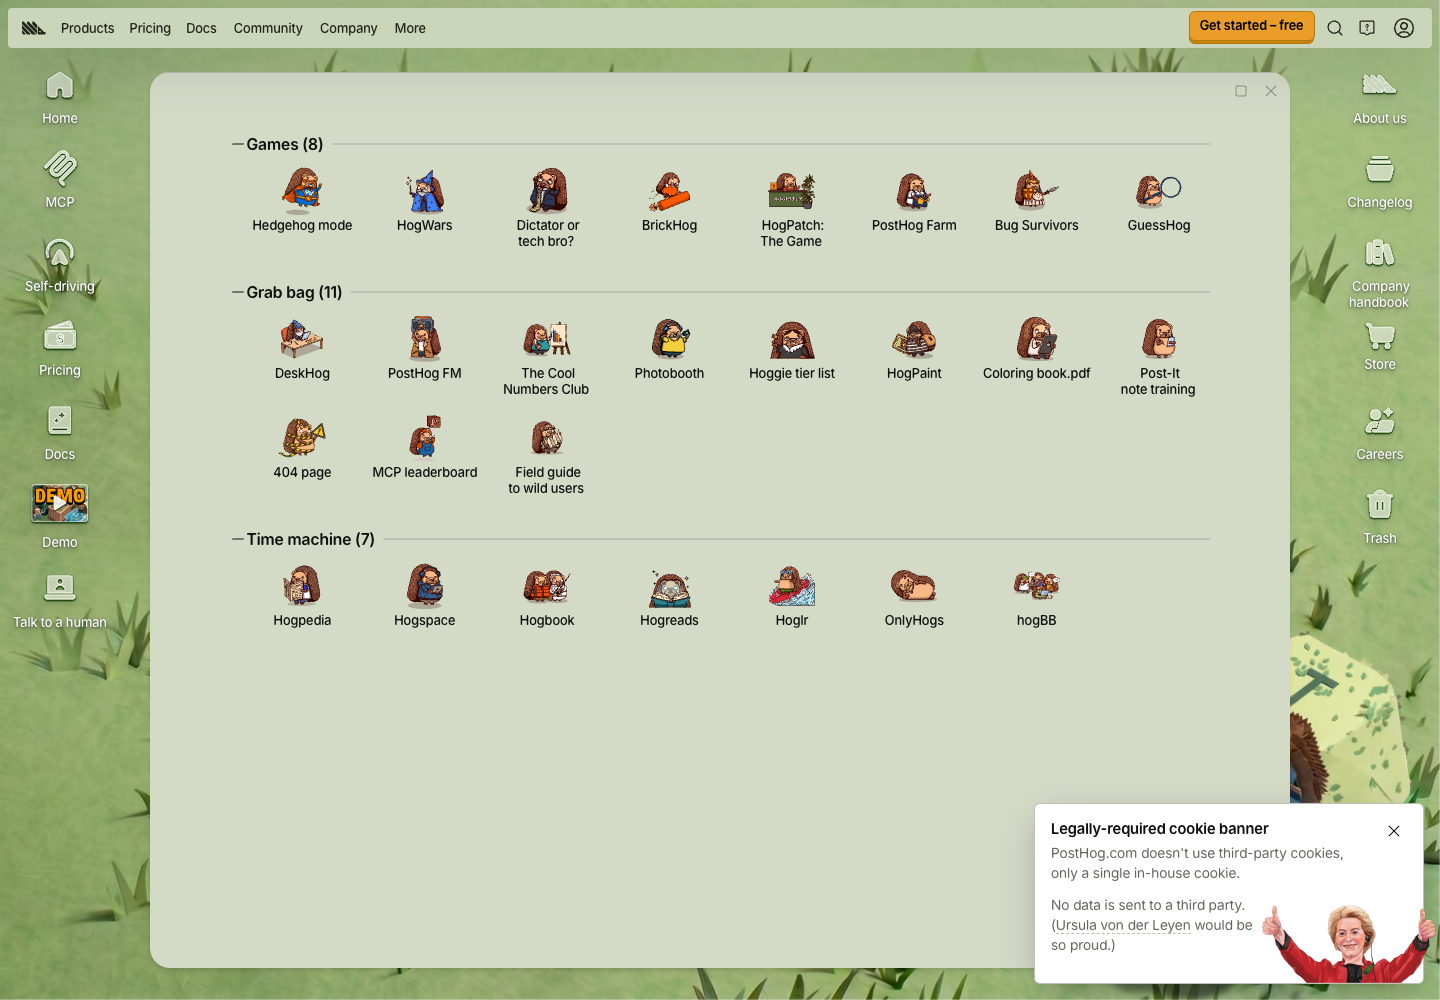 Products Pricing Docs Community Company More
Get started – free
Home
MCP
Self-driving
Pricing
Docs
DEMO
Demo
Talk to a human
Games (8)
Hedgehog mode
HogWars
Dictator or
tech bro?
BrickHog
HogPatch:
The Game
PostHog Farm
Bug Survivors
GuessHog
Grab bag (11)
DeskHog
PostHog FM
The Cool
Numbers Club
Photobooth
Hoggie tier list
HogPaint
Coloring book.pdf
Post-It
note training
404 page
MCP leaderboard
Field guide
to wild users
Time machine (7)
Hogpedia
Hogspace
Hogbook
Hogreads
Hoglr
OnlyHogs
hogBB
About us
Changelog
Company
handbook
Store
Careers
Trash
Legally-required cookie banner
PostHog.com doesn't use third-party cookies,
only a single in-house cookie.
No data is sent to a third party.
(Ursula von der Leyen would be
so proud.)